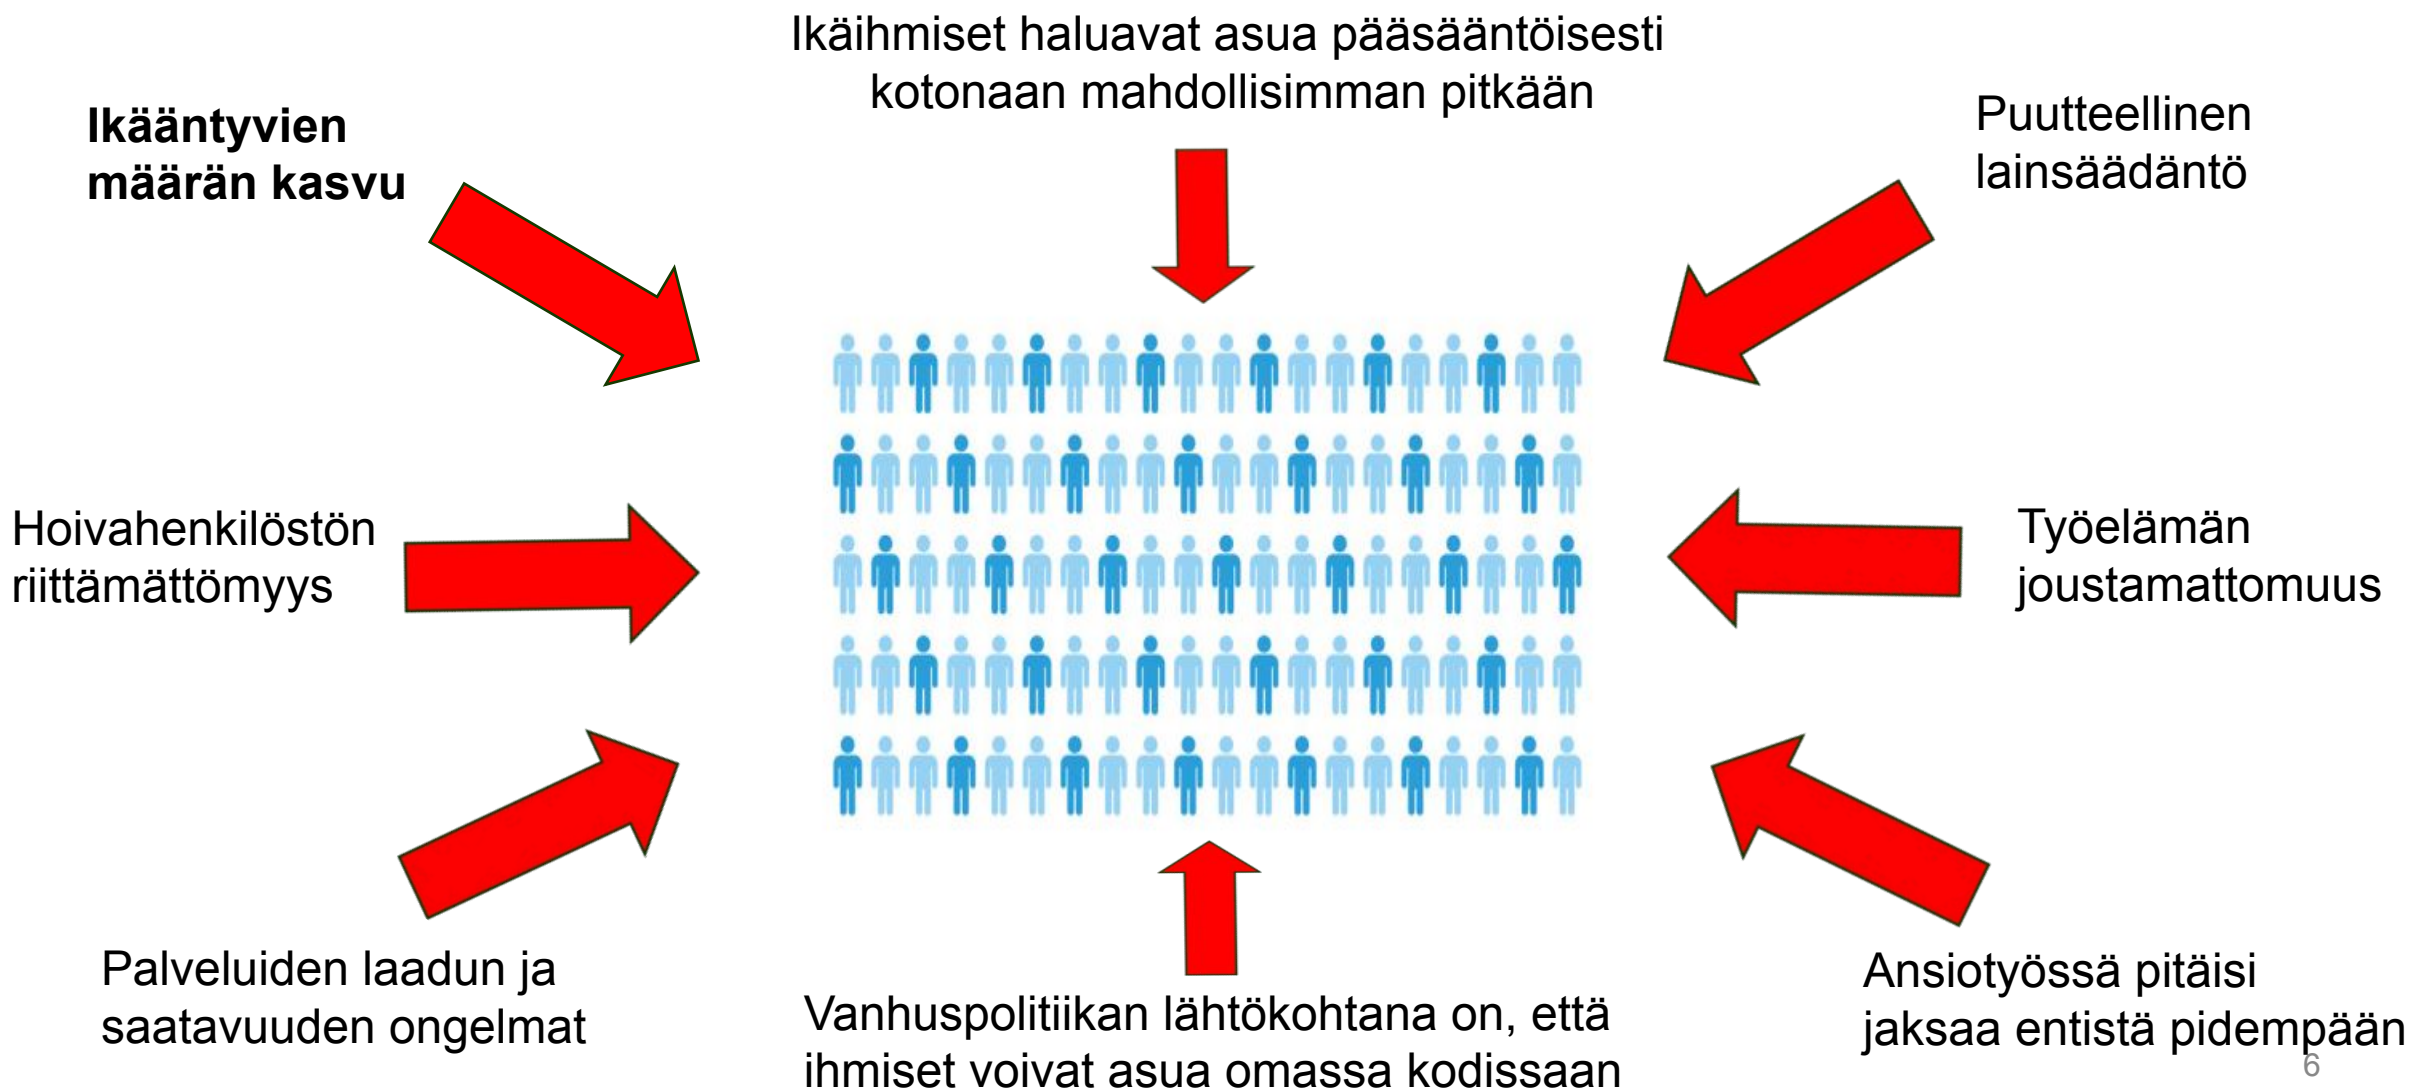 Ikäihmiset haluavat asua pääsääntöisesti
kotonaan mahdollisimman pitkään
Ikääntyvien
määrän kasvu
Puutteellinen
lainsäädäntö
Hoivahenkilöstön
riittämättömyys
Työelämän
joustamattomuus
Palveluiden laadun ja
saatavuuden ongelmat
Vanhuspolitiikan lähtökohtana on, että
ihmiset voivat asua omassa kodissaan
Ansiotyössä pitäisi
jaksaa entistä pidempään
6